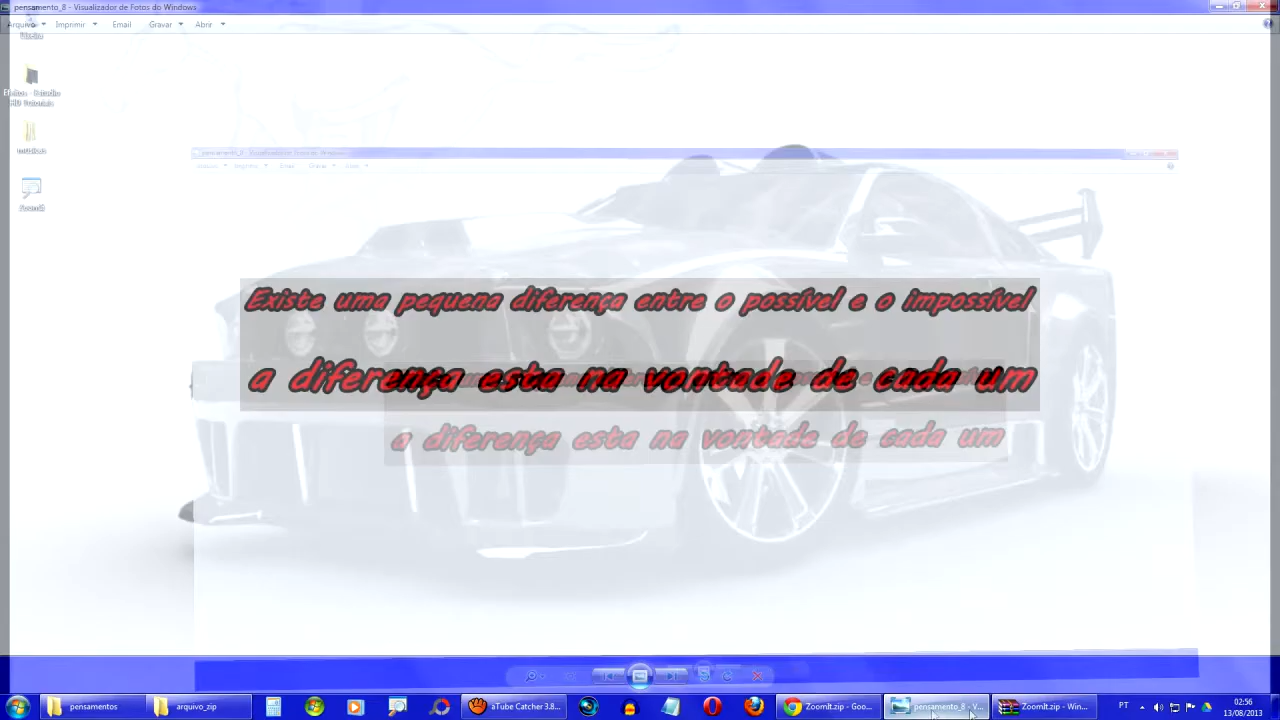 pensamento_8 - Visualizador de Fotos do Windows
Arquivo Imprimir Email Gravar Abrir
músicas
ZoomIt
Existe uma pequena diferença entre o possível e o impossível
a diferença esta na vontade de cada um
a diferença esta na vontade de cada um
pensamentos
arquivo_zip
aTube Catcher 3.8...
ZoomIt.zip - Goo...
pensamento_8 - V...
ZoomIt.zip - Win...
PT
02:56
13/08/2013